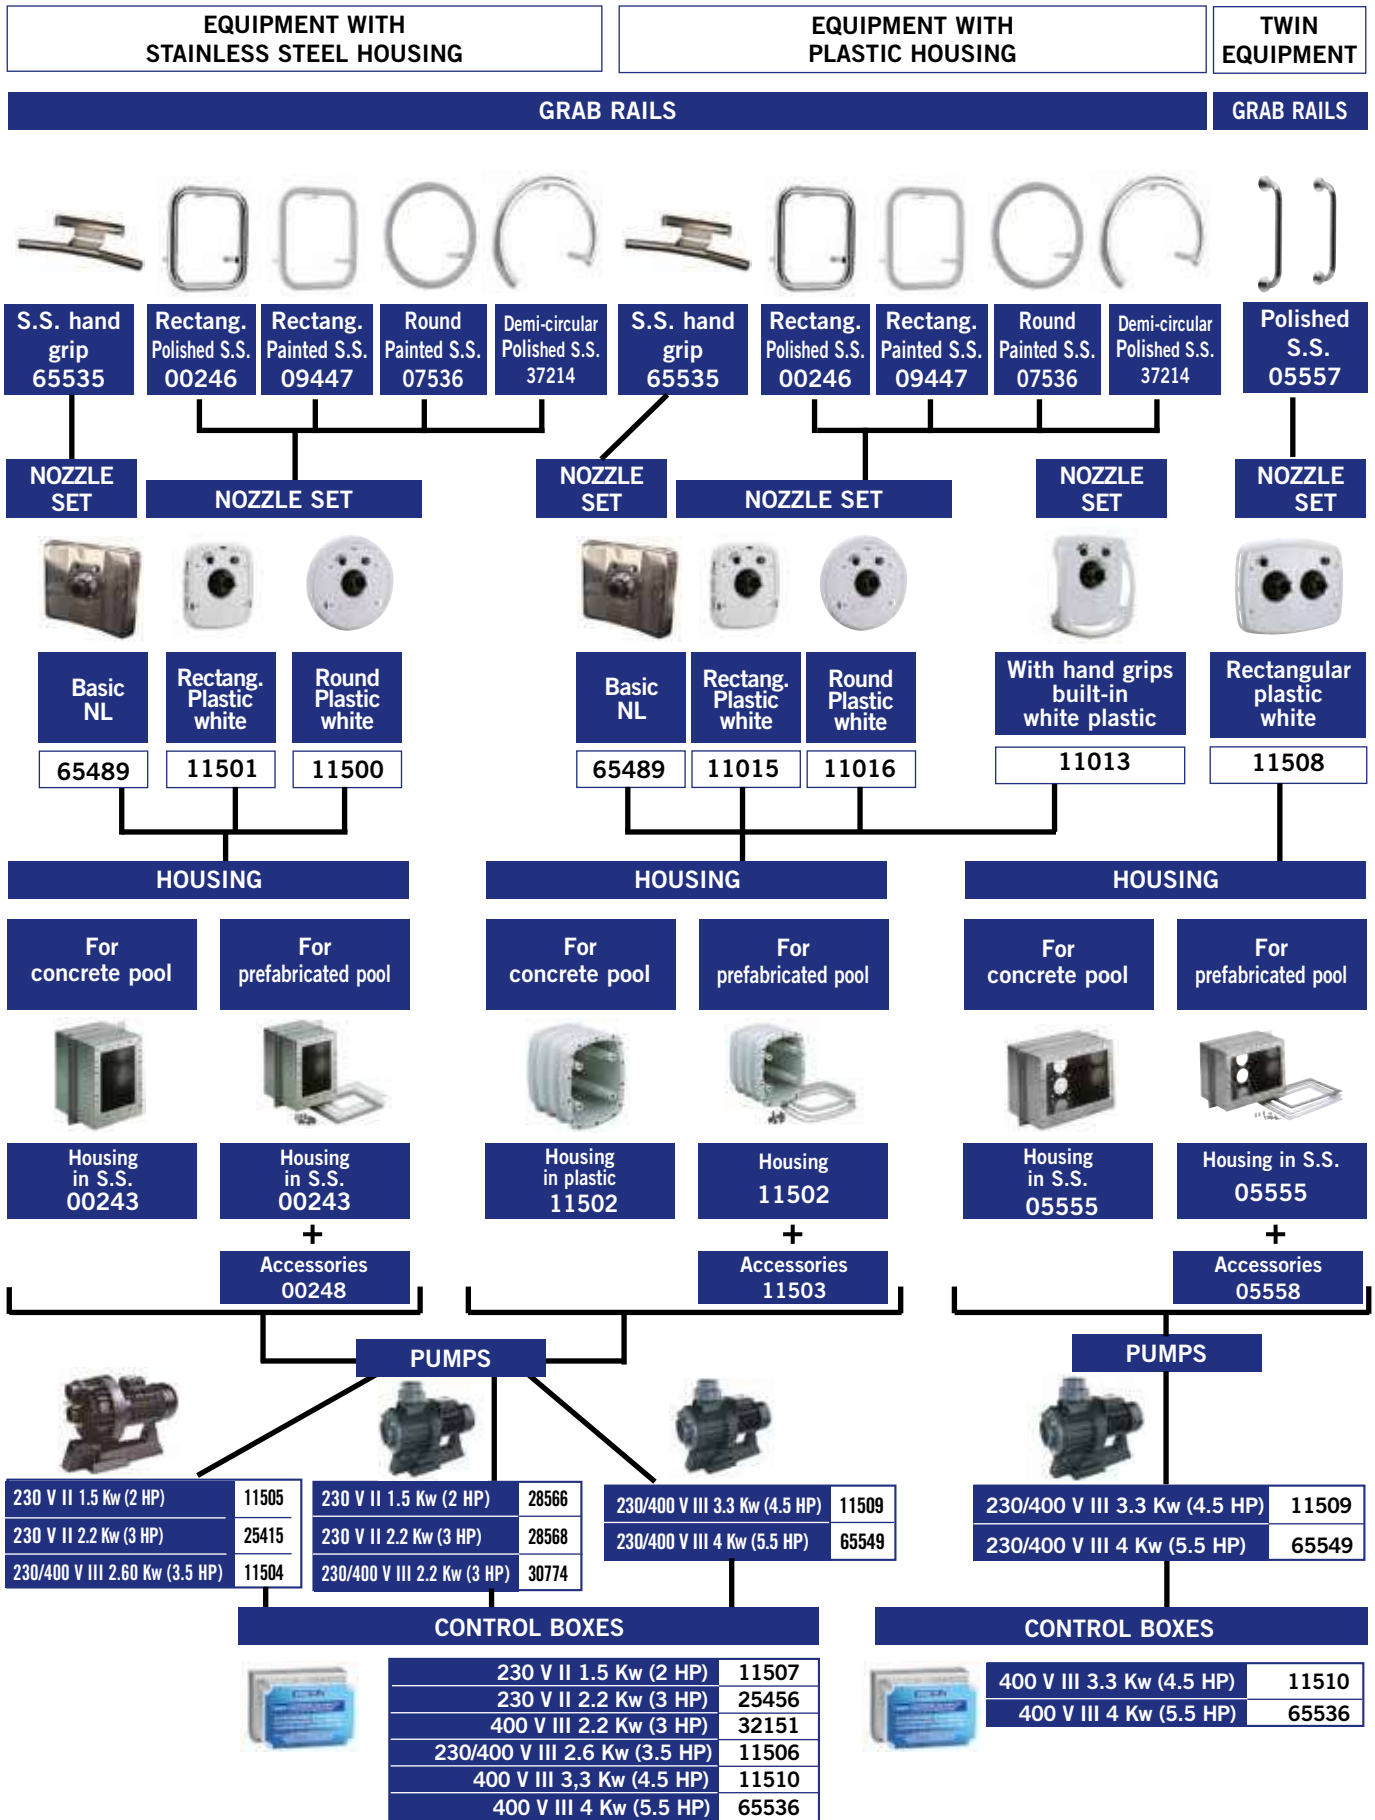 EQUIPMENT WITH
STAINLESS STEEL HOUSING
EQUIPMENT WITH
PLASTIC HOUSING
TWIN
EQUIPMENT
GRAB RAILS
GRAB RAILS
S.S. hand
grip
65535
Rectang.
Polished S.S.
00246
Rectang.
Painted S.S.
09447
Round
Painted S.S.
07536
Demi-circular
Polished S.S.
37214
S.S. hand
grip
65535
Rectang.
Polished S.S.
00246
Rectang.
Painted S.S.
09447
Round
Painted S.S.
07536
Demi-circular
Polished S.S.
37214
Polished
S.S.
05557
NOZZLE
SET
NOZZLE SET
NOZZLE
SET
NOZZLE SET
NOZZLE
SET
NOZZLE
SET
Basic
NL
65489
Rectang.
Plastic
white
11501
Round
Plastic
white
11500
Basic
NL
65489
Rectang.
Plastic
white
11015
Round
Plastic
white
11016
With hand grips
built-in
white plastic
11013
Rectangular
plastic
white
11508
HOUSING
HOUSING
HOUSING
For
concrete pool
For
prefabricated pool
For
concrete pool
For
prefabricated pool
For
concrete pool
For
prefabricated pool
Housing
in S.S.
00243
Housing
in S.S.
00243
Housing
in plastic
11502
Housing
11502
Housing
in S.S.
05555
Housing in S.S.
05555
+
+
+
Accessories
00248
Accessories
11503
Accessories
05558
PUMPS
PUMPS
230 V II 1.5 Kw (2 HP) 11505
230 V II 2.2 Kw (3 HP) 25415
230/400 V III 2.60 Kw (3.5 HP) 11504
230 V II 1.5 Kw (2 HP) 28566
230 V II 2.2 Kw (3 HP) 28568
230/400 V III 2.2 Kw (3 HP) 30774
230/400 V III 3.3 Kw (4.5 HP) 11509
230/400 V III 4 Kw (5.5 HP) 65549
230/400 V III 3.3 Kw (4.5 HP) 11509
230/400 V III 4 Kw (5.5 HP) 65549
CONTROL BOXES
CONTROL BOXES
230 V II 1.5 Kw (2 HP) 11507
230 V II 2.2 Kw (3 HP) 25456
400 V III 2.2 Kw (3 HP) 32151
230/400 V III 2.6 Kw (3.5 HP) 11506
400 V III 3,3 Kw (4.5 HP) 11510
400 V III 4 Kw (5.5 HP) 65536
400 V III 3.3 Kw (4.5 HP) 11510
400 V III 4 Kw (5.5 HP) 65536